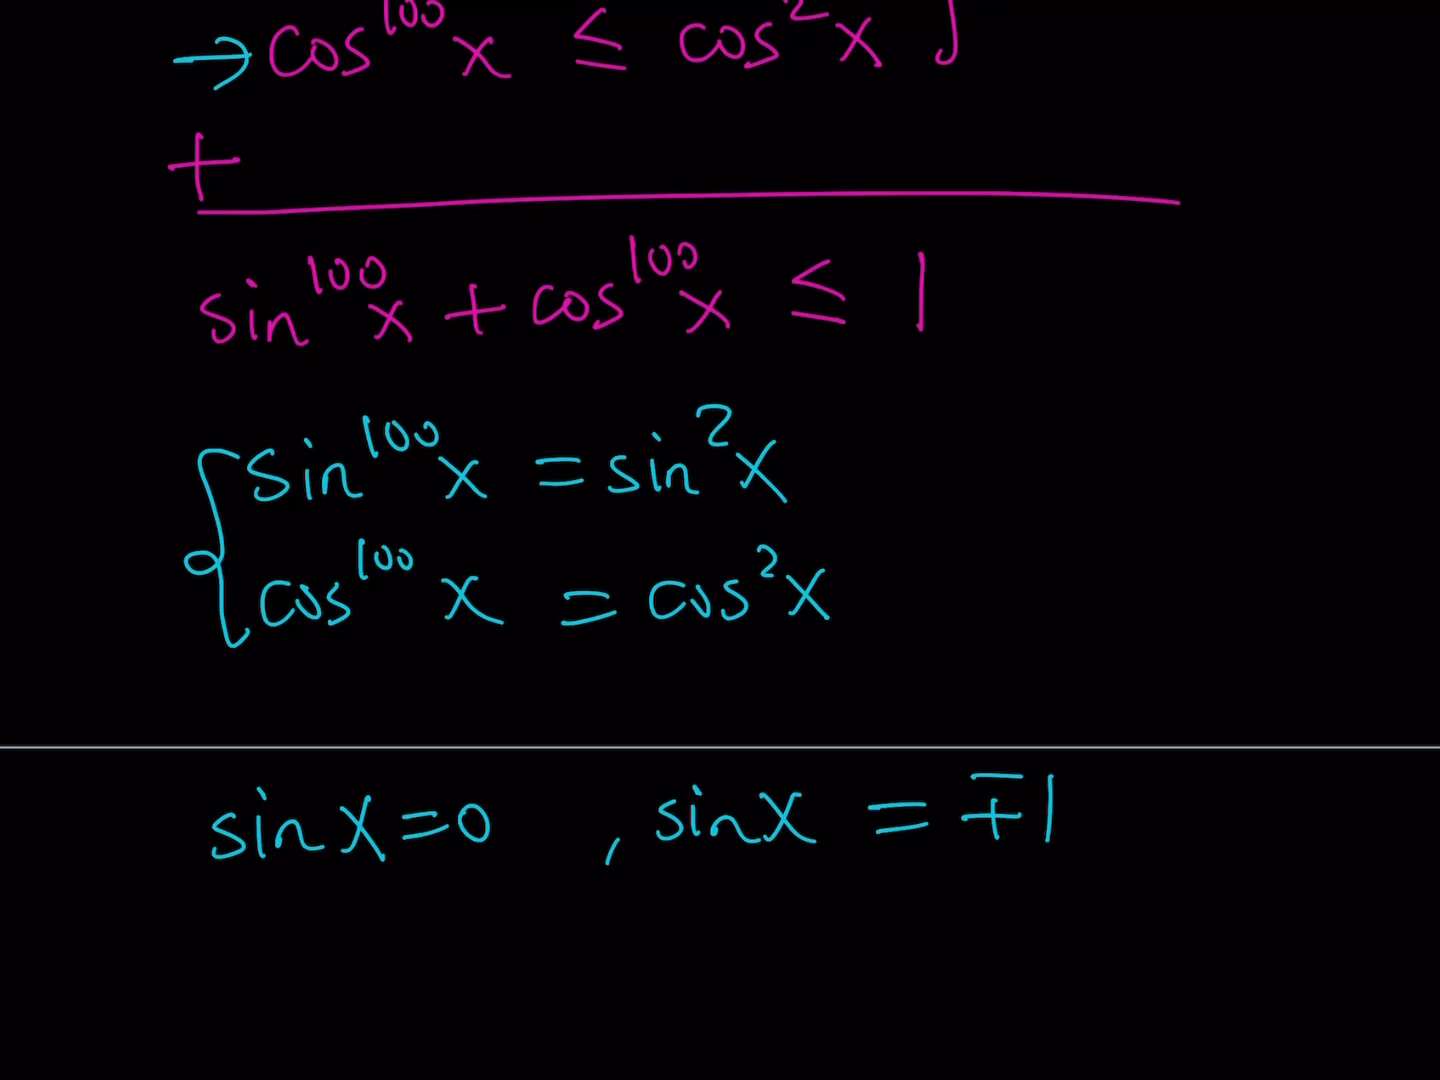 → cos¹⁰⁰x ≤ cos²x
+
sin¹⁰⁰x + cos¹⁰⁰x ≤ 1
sin¹⁰⁰x = sin²x
cos¹⁰⁰x = cos²x
sinx=0 , sinx = ∓1